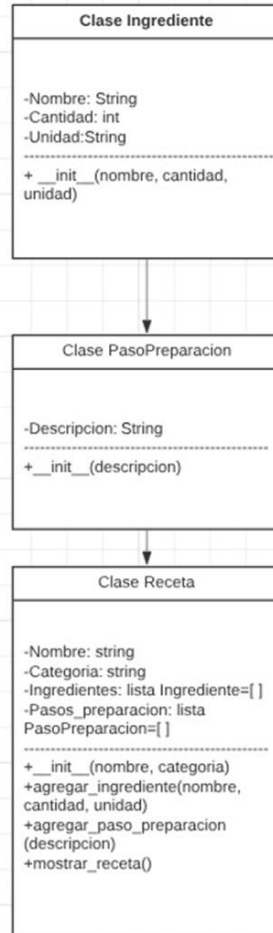 Clase Ingrediente
-Nombre: String
-Cantidad: int
-Unidad:String
+ __init__(nombre, cantidad,
unidad)
Clase PasoPreparacion
-Descripcion: String
+__init__(descripcion)
Clase Receta
-Nombre: string
-Categoria: string
-Ingredientes: lista Ingrediente=[ ]
-Pasos_preparacion: lista
PasoPreparacion=[ ]
+__init__(nombre, categoria)
+agregar_ingrediente(nombre,
cantidad, unidad)
+agregar_paso_preparacion
(descripcion)
+mostrar_receta()